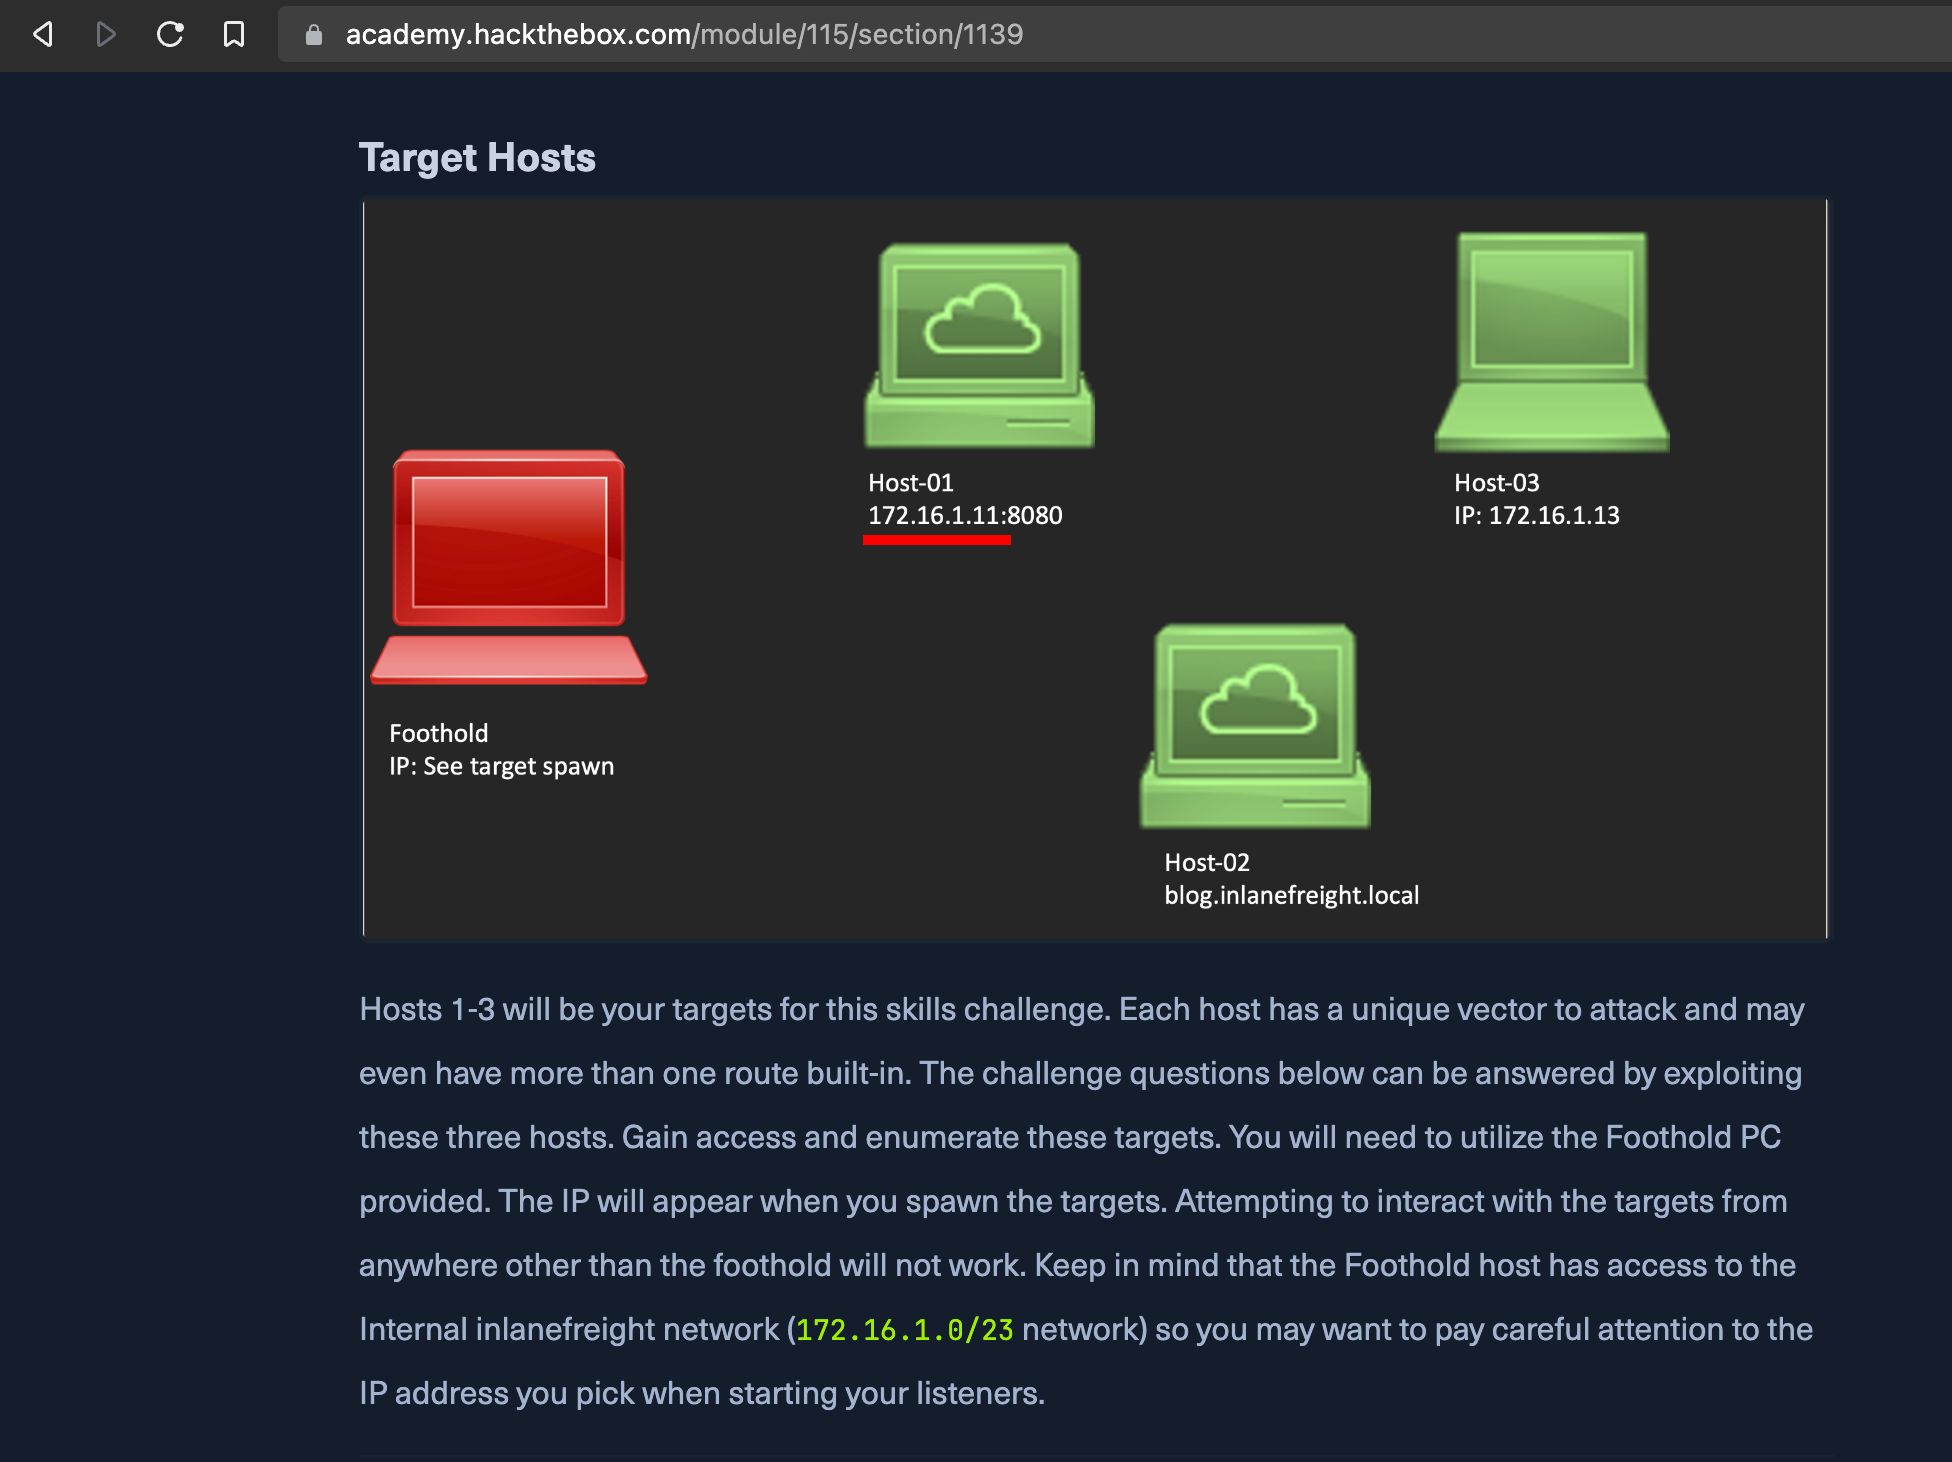 academy.hackthebox.com/module/115/section/1139
Target Hosts
Host-01
172.16.1.11:8080
Host-03
IP: 172.16.1.13
Foothold
IP: See target spawn
Host-02
blog.inlanefreight.local
Hosts 1-3 will be your targets for this skills challenge. Each host has a unique vector to attack and may
even have more than one route built-in. The challenge questions below can be answered by exploiting
these three hosts. Gain access and enumerate these targets. You will need to utilize the Foothold PC
provided. The IP will appear when you spawn the targets. Attempting to interact with the targets from
anywhere other than the foothold will not work. Keep in mind that the Foothold host has access to the
Internal inlanefreight network (172.16.1.0/23 network) so you may want to pay careful attention to the
IP address you pick when starting your listeners.